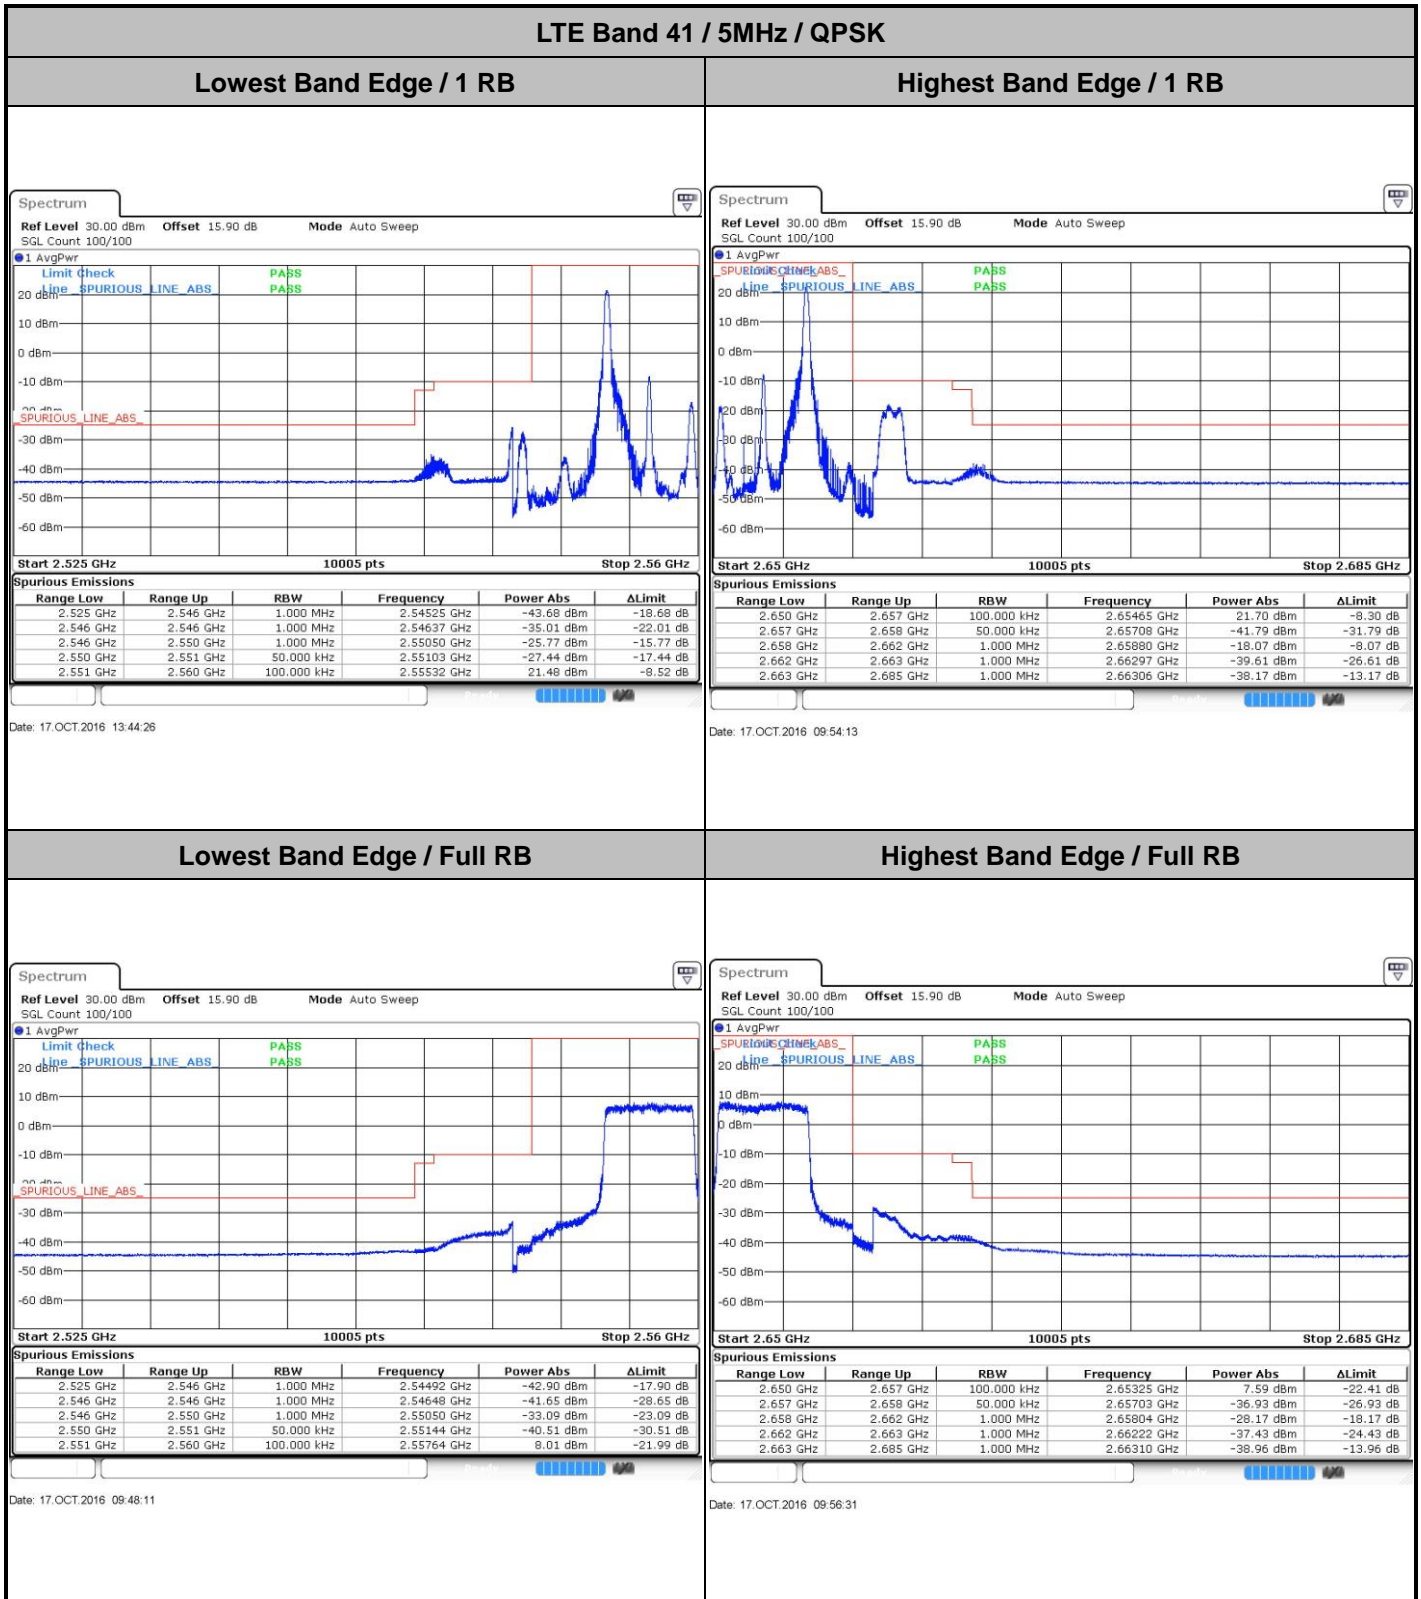 LTE Band 41 / 5MHz / QPSK
Lowest Band Edge / 1 RB
Highest Band Edge / 1 RB
Spectrum
Ref Level 30.00 dBm Offset 15.90 dB Mode Auto Sweep
SGL Count 100/100
1 AvgPwr
Limit Check PASS
Line _SPURIOUS_LINE_ABS_ PASS
20 dBm
10 dBm
0 dBm
-10 dBm
-20 dBm
_SPURIOUS_LINE_ABS_
-30 dBm
-40 dBm
-50 dBm
-60 dBm
Start 2.525 GHz 10005 pts Stop 2.56 GHz
Spurious Emissions
Range Low Range Up RBW Frequency Power Abs ΔLimit
2.525 GHz 2.546 GHz 1.000 MHz 2.54525 GHz -43.68 dBm -18.68 dB
2.546 GHz 2.546 GHz 1.000 MHz 2.54637 GHz -35.01 dBm -22.01 dB
2.546 GHz 2.550 GHz 1.000 MHz 2.55050 GHz -25.77 dBm -15.77 dB
2.550 GHz 2.551 GHz 50.000 kHz 2.55103 GHz -27.44 dBm -17.44 dB
2.551 GHz 2.560 GHz 100.000 kHz 2.55532 GHz 21.48 dBm -8.52 dB
Ready
Date: 17.OCT.2016 13:44:26
Spectrum
Ref Level 30.00 dBm Offset 15.90 dB Mode Auto Sweep
SGL Count 100/100
1 AvgPwr
_SPURIOUS_LINE_ABS_
Limit Check PASS
Line _SPURIOUS_LINE_ABS_ PASS
20 dBm
10 dBm
0 dBm
-10 dBm
-20 dBm
-30 dBm
-40 dBm
-50 dBm
-60 dBm
Start 2.65 GHz 10005 pts Stop 2.685 GHz
Spurious Emissions
Range Low Range Up RBW Frequency Power Abs ΔLimit
2.650 GHz 2.657 GHz 100.000 kHz 2.65465 GHz 21.70 dBm -8.30 dB
2.657 GHz 2.658 GHz 50.000 kHz 2.65708 GHz -41.79 dBm -31.79 dB
2.658 GHz 2.662 GHz 1.000 MHz 2.65880 GHz -18.07 dBm -8.07 dB
2.662 GHz 2.663 GHz 1.000 MHz 2.66297 GHz -39.61 dBm -26.61 dB
2.663 GHz 2.685 GHz 1.000 MHz 2.66306 GHz -38.17 dBm -13.17 dB
Ready
Date: 17.OCT.2016 09:54:13
Lowest Band Edge / Full RB
Highest Band Edge / Full RB
Spectrum
Ref Level 30.00 dBm Offset 15.90 dB Mode Auto Sweep
SGL Count 100/100
1 AvgPwr
Limit Check PASS
Line _SPURIOUS_LINE_ABS_ PASS
20 dBm
10 dBm
0 dBm
-10 dBm
-20 dBm
_SPURIOUS_LINE_ABS_
-30 dBm
-40 dBm
-50 dBm
-60 dBm
Start 2.525 GHz 10005 pts Stop 2.56 GHz
Spurious Emissions
Range Low Range Up RBW Frequency Power Abs ΔLimit
2.525 GHz 2.546 GHz 1.000 MHz 2.54492 GHz -42.90 dBm -17.90 dB
2.546 GHz 2.546 GHz 1.000 MHz 2.54648 GHz -41.65 dBm -28.65 dB
2.546 GHz 2.550 GHz 1.000 MHz 2.55050 GHz -33.09 dBm -23.09 dB
2.550 GHz 2.551 GHz 50.000 kHz 2.55144 GHz -40.51 dBm -30.51 dB
2.551 GHz 2.560 GHz 100.000 kHz 2.55764 GHz 8.01 dBm -21.99 dB
Ready
Date: 17.OCT.2016 09:48:11
Spectrum
Ref Level 30.00 dBm Offset 15.90 dB Mode Auto Sweep
SGL Count 100/100
1 AvgPwr
_SPURIOUS_LINE_ABS_
Limit Check PASS
Line _SPURIOUS_LINE_ABS_ PASS
20 dBm
10 dBm
0 dBm
-10 dBm
-20 dBm
-30 dBm
-40 dBm
-50 dBm
-60 dBm
Start 2.65 GHz 10005 pts Stop 2.685 GHz
Spurious Emissions
Range Low Range Up RBW Frequency Power Abs ΔLimit
2.650 GHz 2.657 GHz 100.000 kHz 2.65325 GHz 7.59 dBm -22.41 dB
2.657 GHz 2.658 GHz 50.000 kHz 2.65703 GHz -36.93 dBm -26.93 dB
2.658 GHz 2.662 GHz 1.000 MHz 2.65804 GHz -28.17 dBm -18.17 dB
2.662 GHz 2.663 GHz 1.000 MHz 2.66222 GHz -37.43 dBm -24.43 dB
2.663 GHz 2.685 GHz 1.000 MHz 2.66310 GHz -38.96 dBm -13.96 dB
Ready
Date: 17.OCT.2016 09:56:31